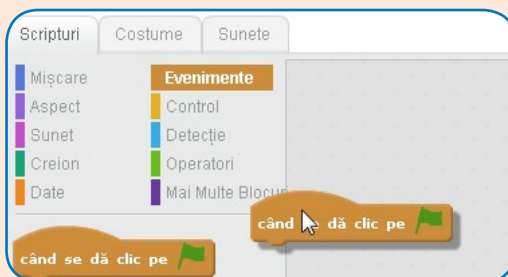 Scripturi Costume Sunete
Mișcare Evenimente
Aspect Control
Sunet Detecție
Creion Operatori
Date Mai Multe Blocur
când dă clic pe
când se dă clic pe